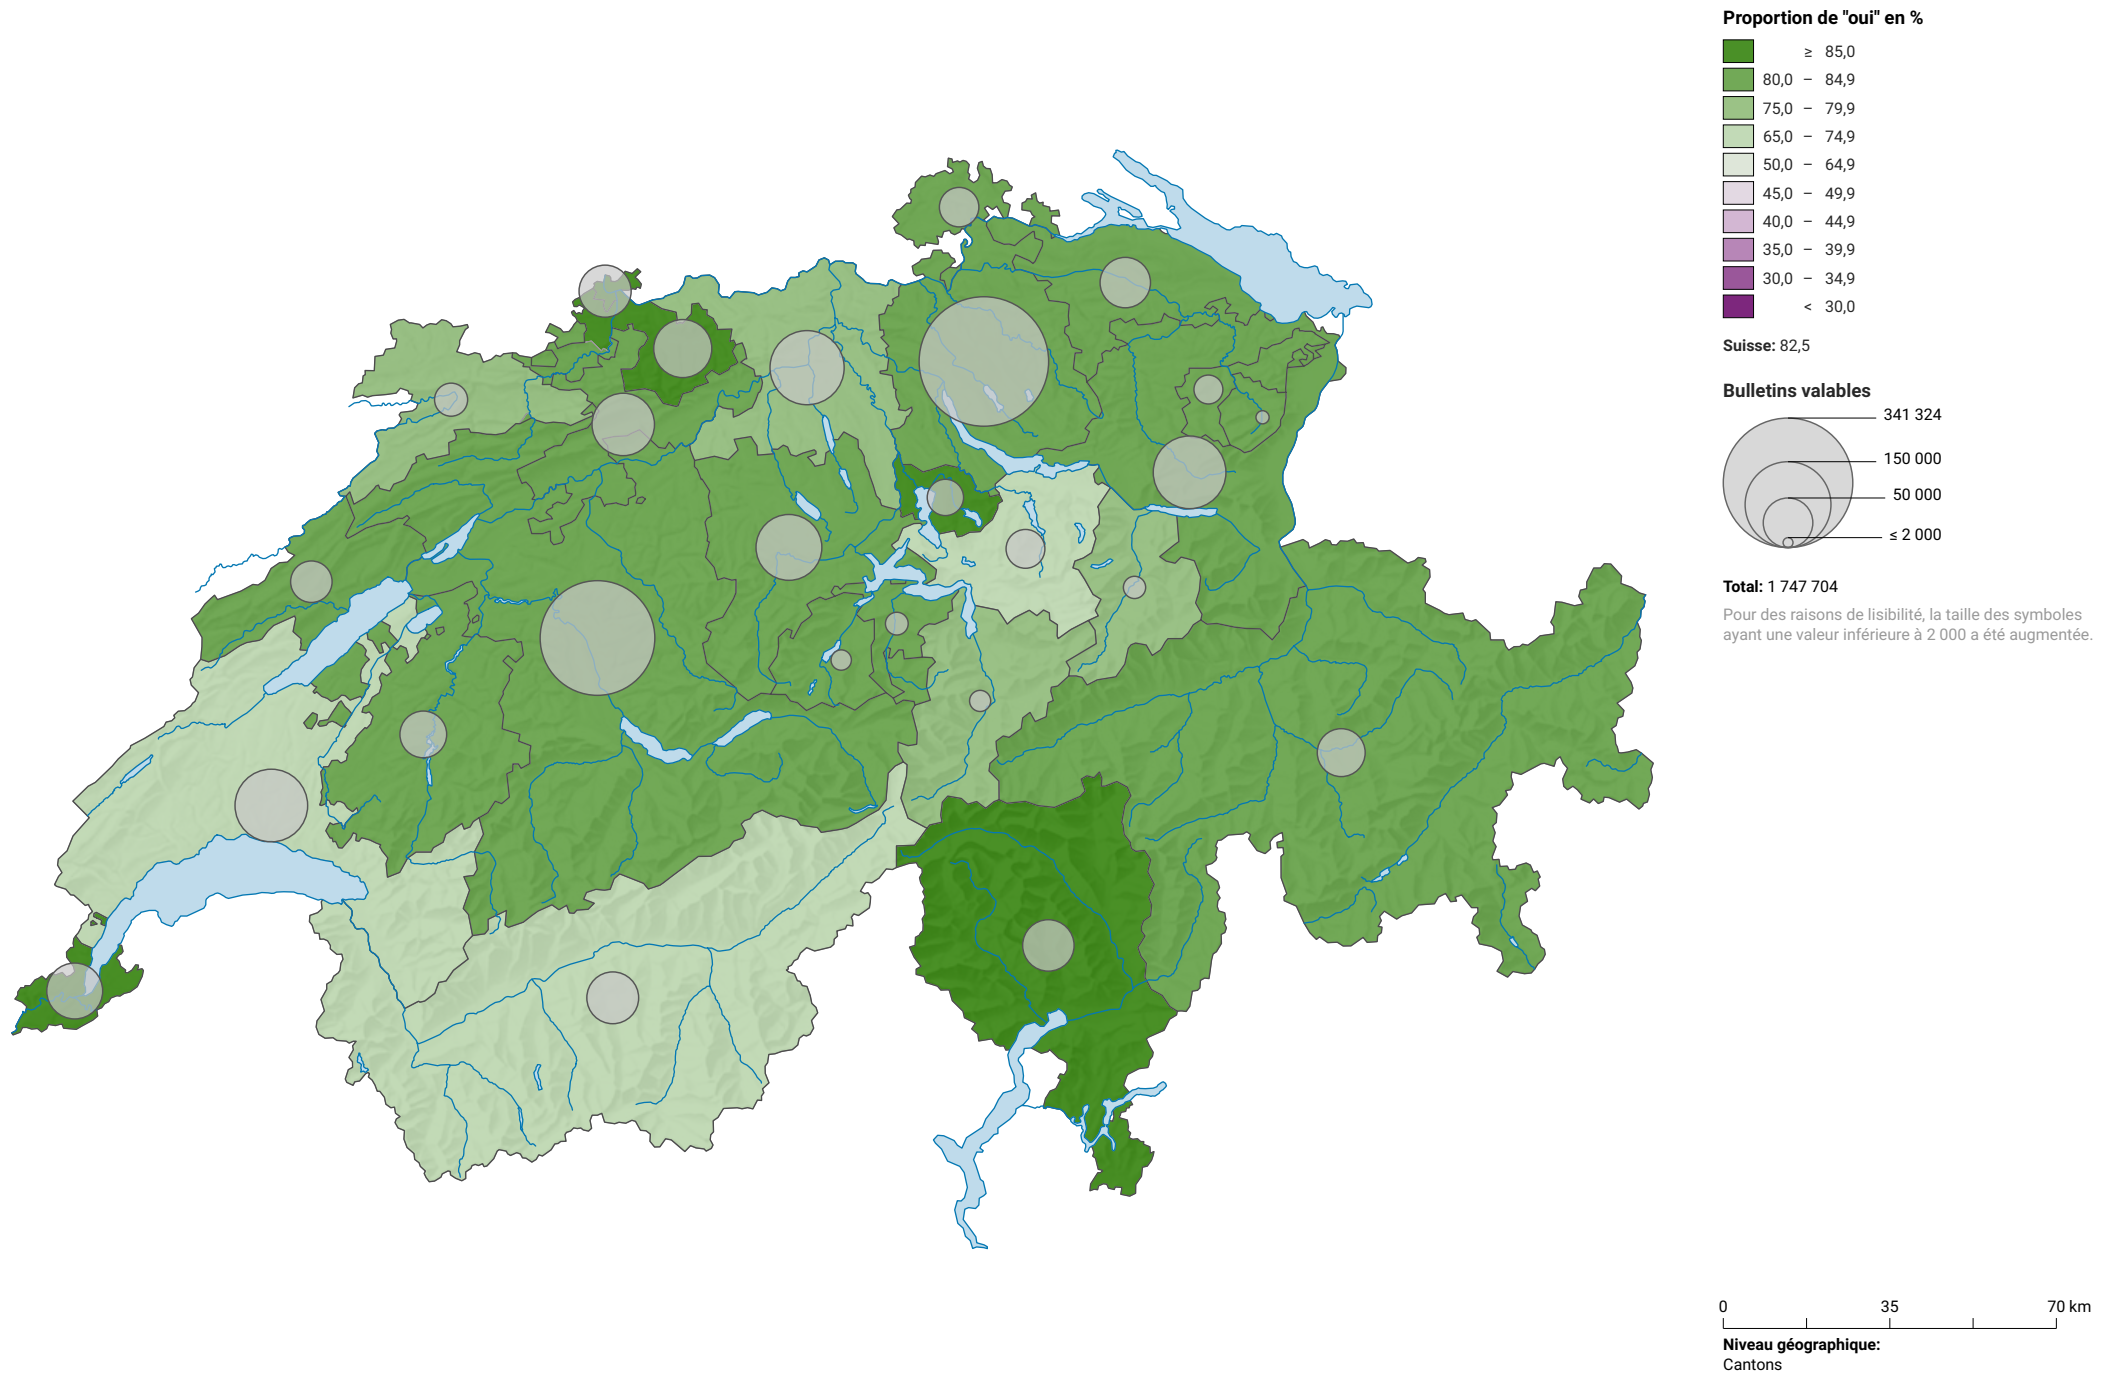 Proportion de "oui" en %
≥ 85,0
80,0 – 84,9
75,0 – 79,9
65,0 – 74,9
50,0 – 64,9
45,0 – 49,9
40,0 – 44,9
35,0 – 39,9
30,0 – 34,9
< 30,0
Suisse: 82,5
Bulletins valables
341 324
150 000
50 000
≤ 2 000
Total: 1 747 704
Pour des raisons de lisibilité, la taille des symboles
ayant une valeur inférieure à 2 000 a été augmentée.
0 35 70 km
Niveau géographique:
Cantons